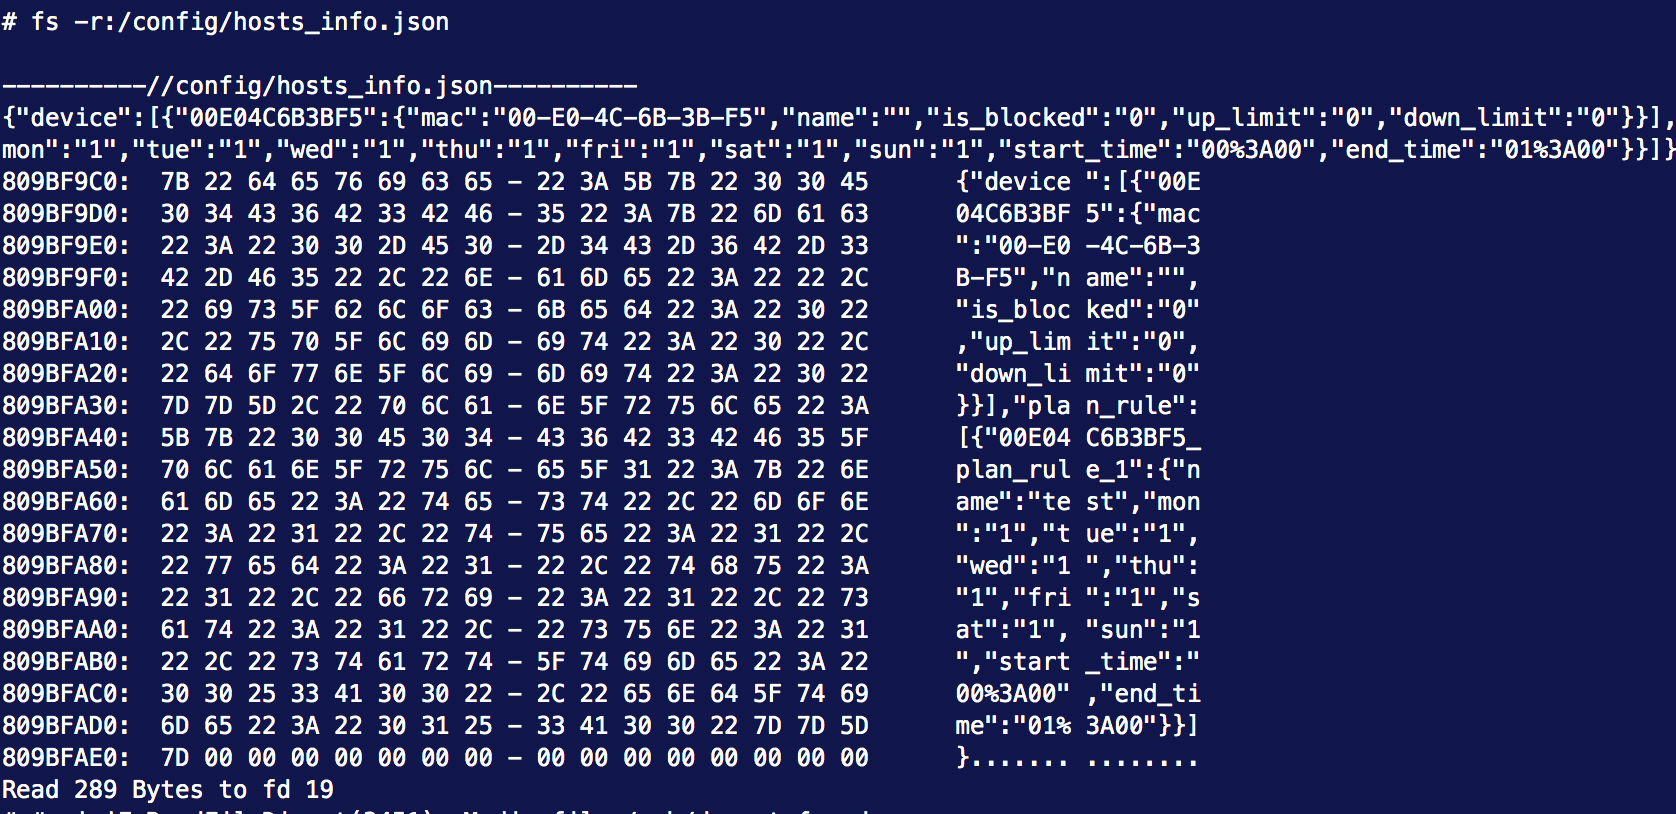 # fs -r:/config/hosts_info.json
----------//config/hosts_info.json----------
{"device":[{"00E04C6B3BF5":{"mac":"00-E0-4C-6B-3B-F5","name":"","is_blocked":"0","up_limit":"0","down_limit":"0"}}],
mon":"1","tue":"1","wed":"1","thu":"1","fri":"1","sat":"1","sun":"1","start_time":"00%3A00","end_time":"01%3A00"}}]}
809BF9C0:  7B 22 64 65 76 69 63 65 - 22 3A 5B 7B 22 30 30 45      {"device ":[{"00E
809BF9D0:  30 34 43 36 42 33 42 46 - 35 22 3A 7B 22 6D 61 63      04C6B3BF 5":{"mac
809BF9E0:  22 3A 22 30 30 2D 45 30 - 2D 34 43 2D 36 42 2D 33      ":"00-E0 -4C-6B-3
809BF9F0:  42 2D 46 35 22 2C 22 6E - 61 6D 65 22 3A 22 22 2C      B-F5","n ame":"",
809BFA00:  22 69 73 5F 62 6C 6F 63 - 6B 65 64 22 3A 22 30 22      "is_bloc ked":"0"
809BFA10:  2C 22 75 70 5F 6C 69 6D - 69 74 22 3A 22 30 22 2C      ,"up_lim it":"0",
809BFA20:  22 64 6F 77 6E 5F 6C 69 - 6D 69 74 22 3A 22 30 22      "down_li mit":"0"
809BFA30:  7D 7D 5D 2C 22 70 6C 61 - 6E 5F 72 75 6C 65 22 3A      }}],"pla n_rule":
809BFA40:  5B 7B 22 30 30 45 30 34 - 43 36 42 33 42 46 35 5F      [{"00E04 C6B3BF5_
809BFA50:  70 6C 61 6E 5F 72 75 6C - 65 5F 31 22 3A 7B 22 6E      plan_rul e_1":{"n
809BFA60:  61 6D 65 22 3A 22 74 65 - 73 74 22 2C 22 6D 6F 6E      ame":"te st","mon
809BFA70:  22 3A 22 31 22 2C 22 74 - 75 65 22 3A 22 31 22 2C      ":"1","t ue":"1",
809BFA80:  22 77 65 64 22 3A 22 31 - 22 2C 22 74 68 75 22 3A      "wed":"1 ","thu":
809BFA90:  22 31 22 2C 22 66 72 69 - 22 3A 22 31 22 2C 22 73      "1","fri ":"1","s
809BFAA0:  61 74 22 3A 22 31 22 2C - 22 73 75 6E 22 3A 22 31      at":"1", "sun":"1
809BFAB0:  22 2C 22 73 74 61 72 74 - 5F 74 69 6D 65 22 3A 22      ","start _time":"
809BFAC0:  30 30 25 33 41 30 30 22 - 2C 22 65 6E 64 5F 74 69      00%3A00" ,"end_ti
809BFAD0:  6D 65 22 3A 22 30 31 25 - 33 41 30 30 22 7D 7D 5D      me":"01% 3A00"}}]
809BFAE0:  7D 00 00 00 00 00 00 00 - 00 00 00 00 00 00 00 00      }....... ........
Read 289 Bytes to fd 19